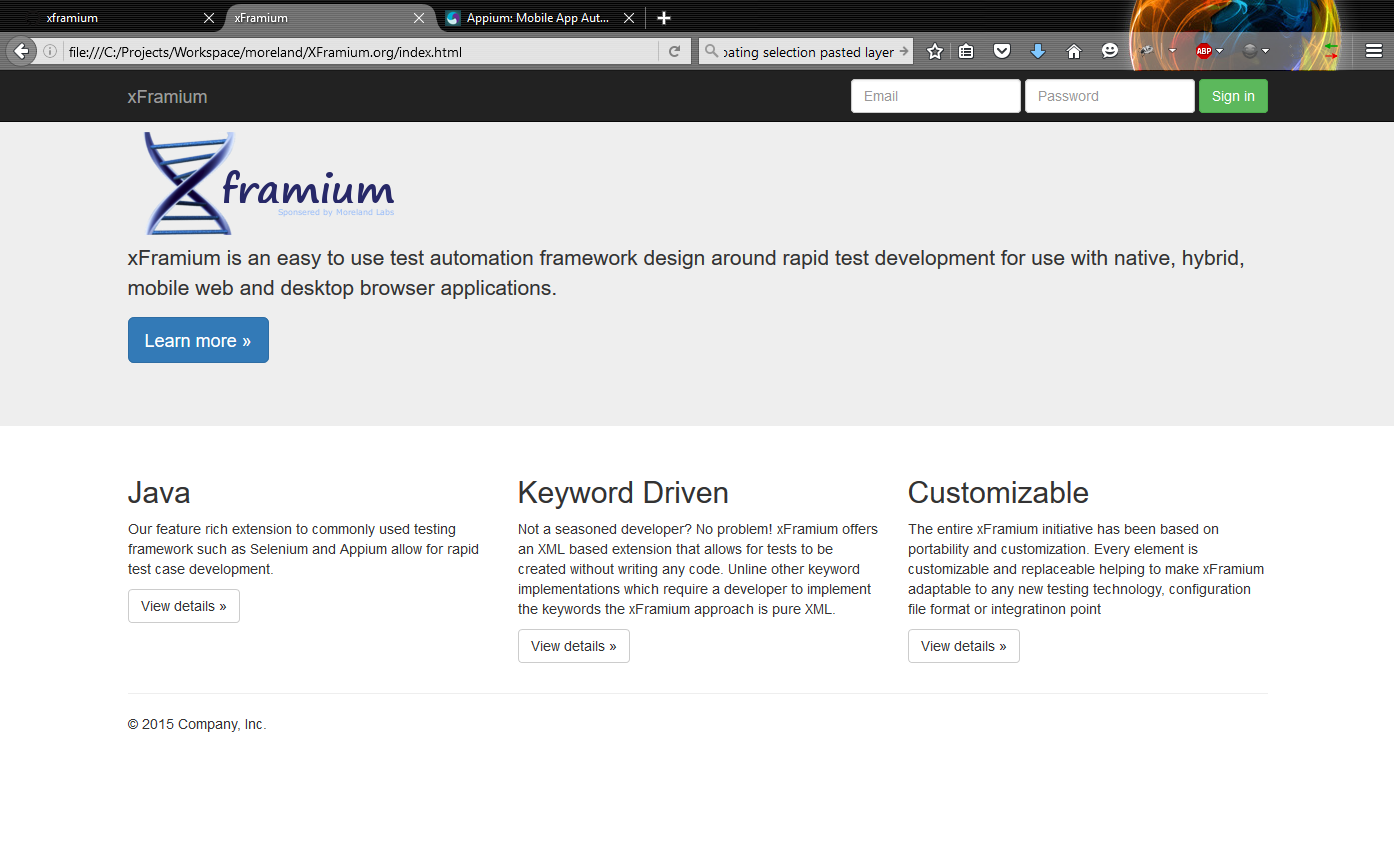 xframium
xFramium
Appium: Mobile App Aut...
file:///C:/Projects/Workspace/moreland/XFramium.org/index.html
ating selection pasted layer
ABP
xFramium
Email
Password
Sign in
framium
Sponsered by Moreland Labs
xFramium is an easy to use test automation framework design around rapid test development for use with native, hybrid,
mobile web and desktop browser applications.
Learn more »
Java
Our feature rich extension to commonly used testing
framework such as Selenium and Appium allow for rapid
test case development.
View details »
Keyword Driven
Not a seasoned developer? No problem! xFramium offers
an XML based extension that allows for tests to be
created without writing any code. Unline other keyword
implementations which require a developer to implement
the keywords the xFramium approach is pure XML.
View details »
Customizable
The entire xFramium initiative has been based on
portability and customization. Every element is
customizable and replaceable helping to make xFramium
adaptable to any new testing technology, configuration
file format or integratinon point
View details »
© 2015 Company, Inc.